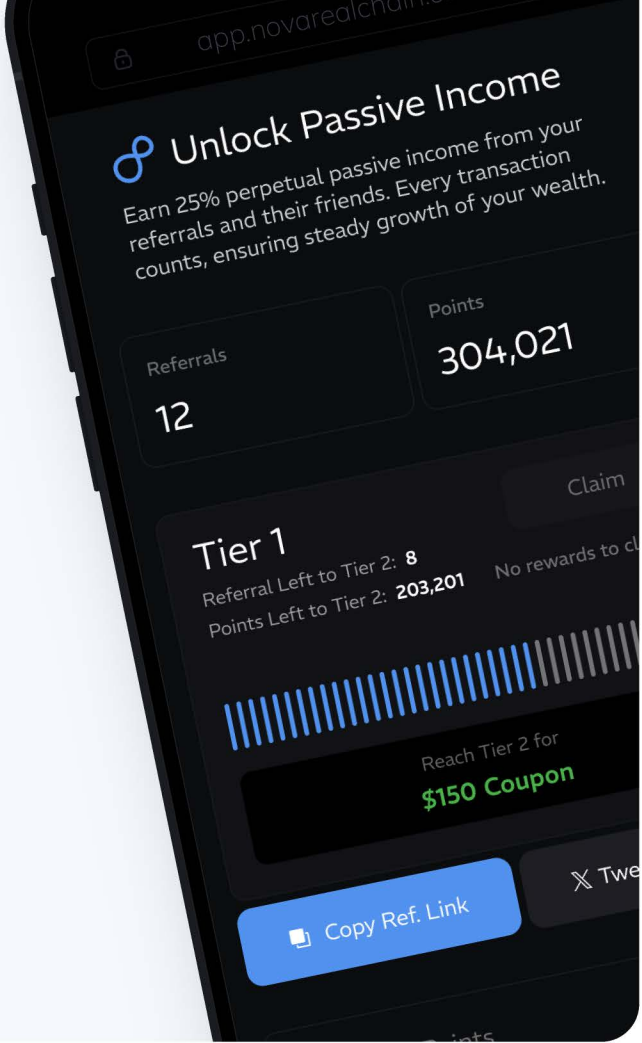 app.novarealchain.
Unlock Passive Income
Earn 25% perpetual passive income from your
referrals and their friends. Every transaction
counts, ensuring steady growth of your wealth.
Referrals
12
Points
304,021
Tier 1
Claim
Referral Left to Tier 2: 8
Points Left to Tier 2: 203,201
No rewards to cl
Reach Tier 2 for
$150 Coupon
Copy Ref. Link
𝕏 Twe